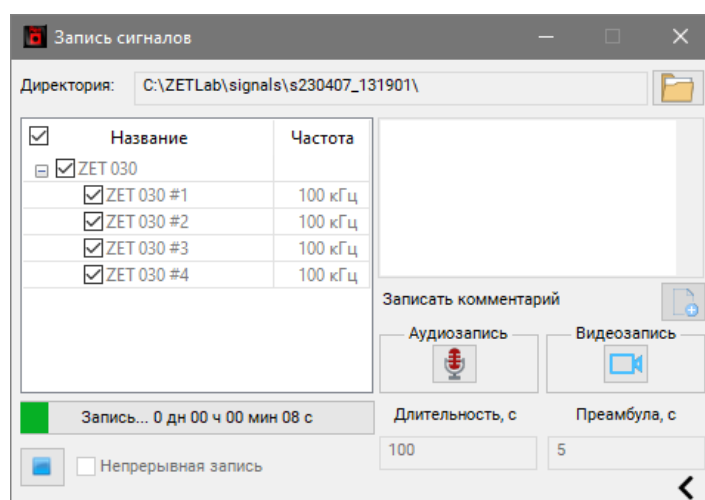 Запись сигналов
Директория: C:\ZETLab\signals\s230407_131901\
Название Частота
ZET 030
ZET 030 #1 100 кГц
ZET 030 #2 100 кГц
ZET 030 #3 100 кГц
ZET 030 #4 100 кГц
Записать комментарий
Аудиозапись Видеозапись
Запись... 0 дн 00 ч 00 мин 08 с
Длительность, с Преамбула, с
100 5
Непрерывная запись